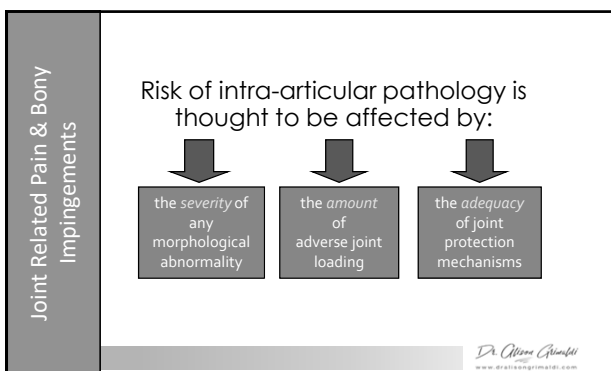 Joint Related Pain & Bony
Impingements
Risk of intra-articular pathology is
thought to be affected by:
the severity of
any
morphological
abnormality
the amount
of
adverse joint
loading
the adequacy
of joint
protection
mechanisms
Dr. Alison Grimaldi
www.dralisongrimaldi.com